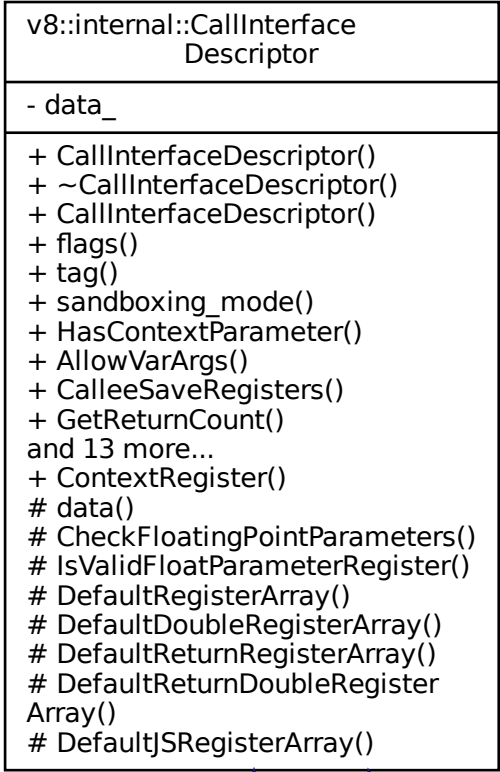 v8::internal::CallInterface
Descriptor
- data_
+ CallInterfaceDescriptor()
+ ~CallInterfaceDescriptor()
+ CallInterfaceDescriptor()
+ flags()
+ tag()
+ sandboxing_mode()
+ HasContextParameter()
+ AllowVarArgs()
+ CalleeSaveRegisters()
+ GetReturnCount()
and 13 more...
+ ContextRegister()
# data()
# CheckFloatingPointParameters()
# IsValidFloatParameterRegister()
# DefaultRegisterArray()
# DefaultDoubleRegisterArray()
# DefaultReturnRegisterArray()
# DefaultReturnDoubleRegister
Array()
# DefaultJSRegisterArray()